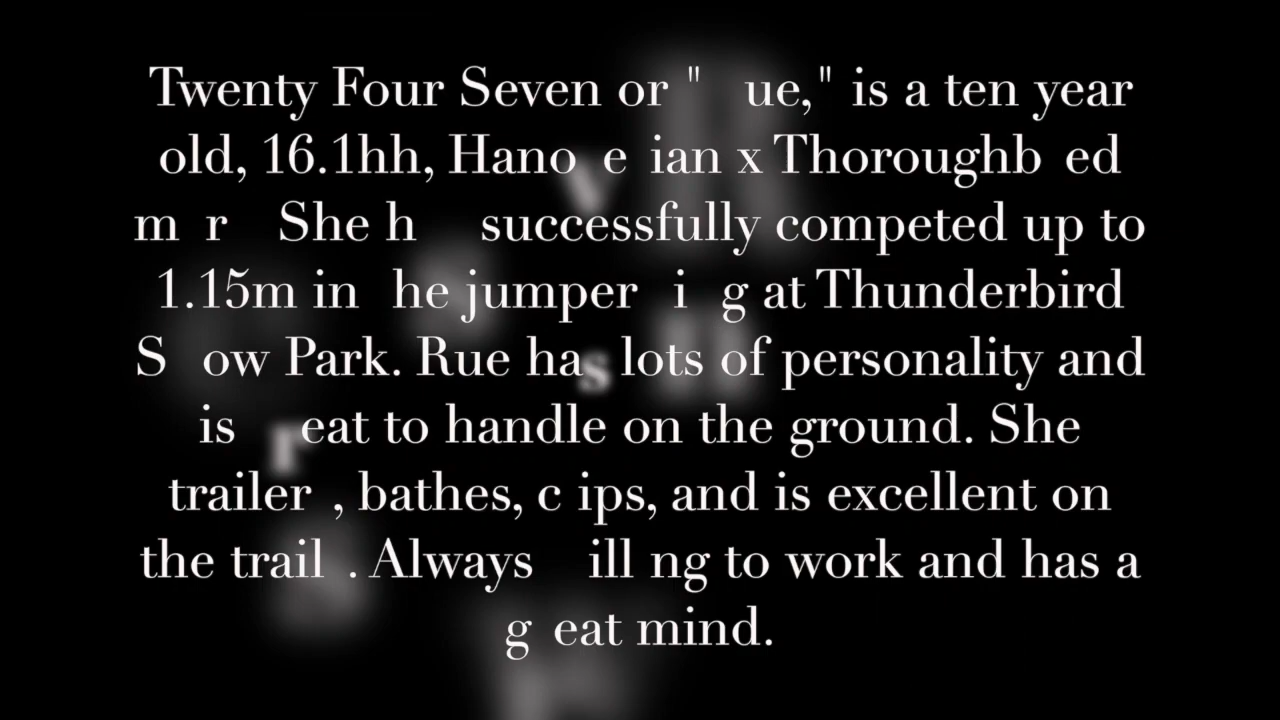 Twenty Four Seven or " ue," is a ten year
old, 16.1hh, Hano e ian x Thoroughb ed
m r She h successfully competed up to
1.15m in he jumper i g at Thunderbird
S ow Park. Rue has lots of personality and
is reat to handle on the ground. She
trailer , bathes, c ips, and is excellent on
the trail . Always ill ng to work and has a
g eat mind.